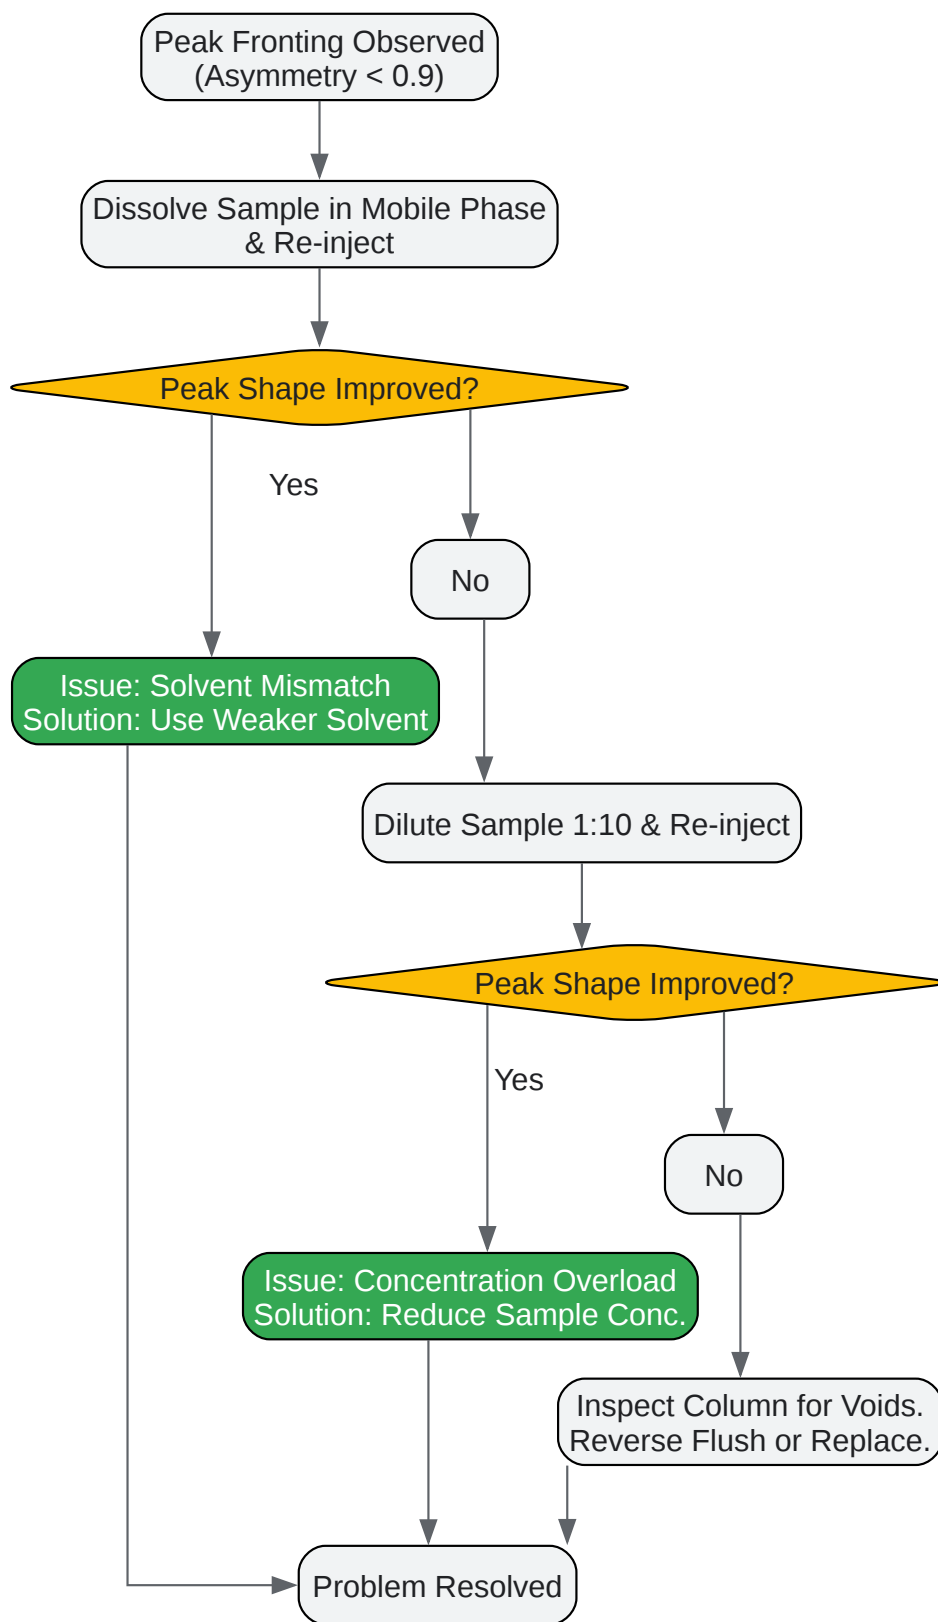 Peak Fronting Observed
(Asymmetry < 0.9)
Dissolve Sample in Mobile Phase
& Re-inject
Peak Shape Improved?
Yes
No
Issue: Solvent Mismatch
Solution: Use Weaker Solvent
Dilute Sample 1:10 & Re-inject
Peak Shape Improved?
Yes
No
Issue: Concentration Overload
Solution: Reduce Sample Conc.
Inspect Column for Voids.
Reverse Flush or Replace.
Problem Resolved